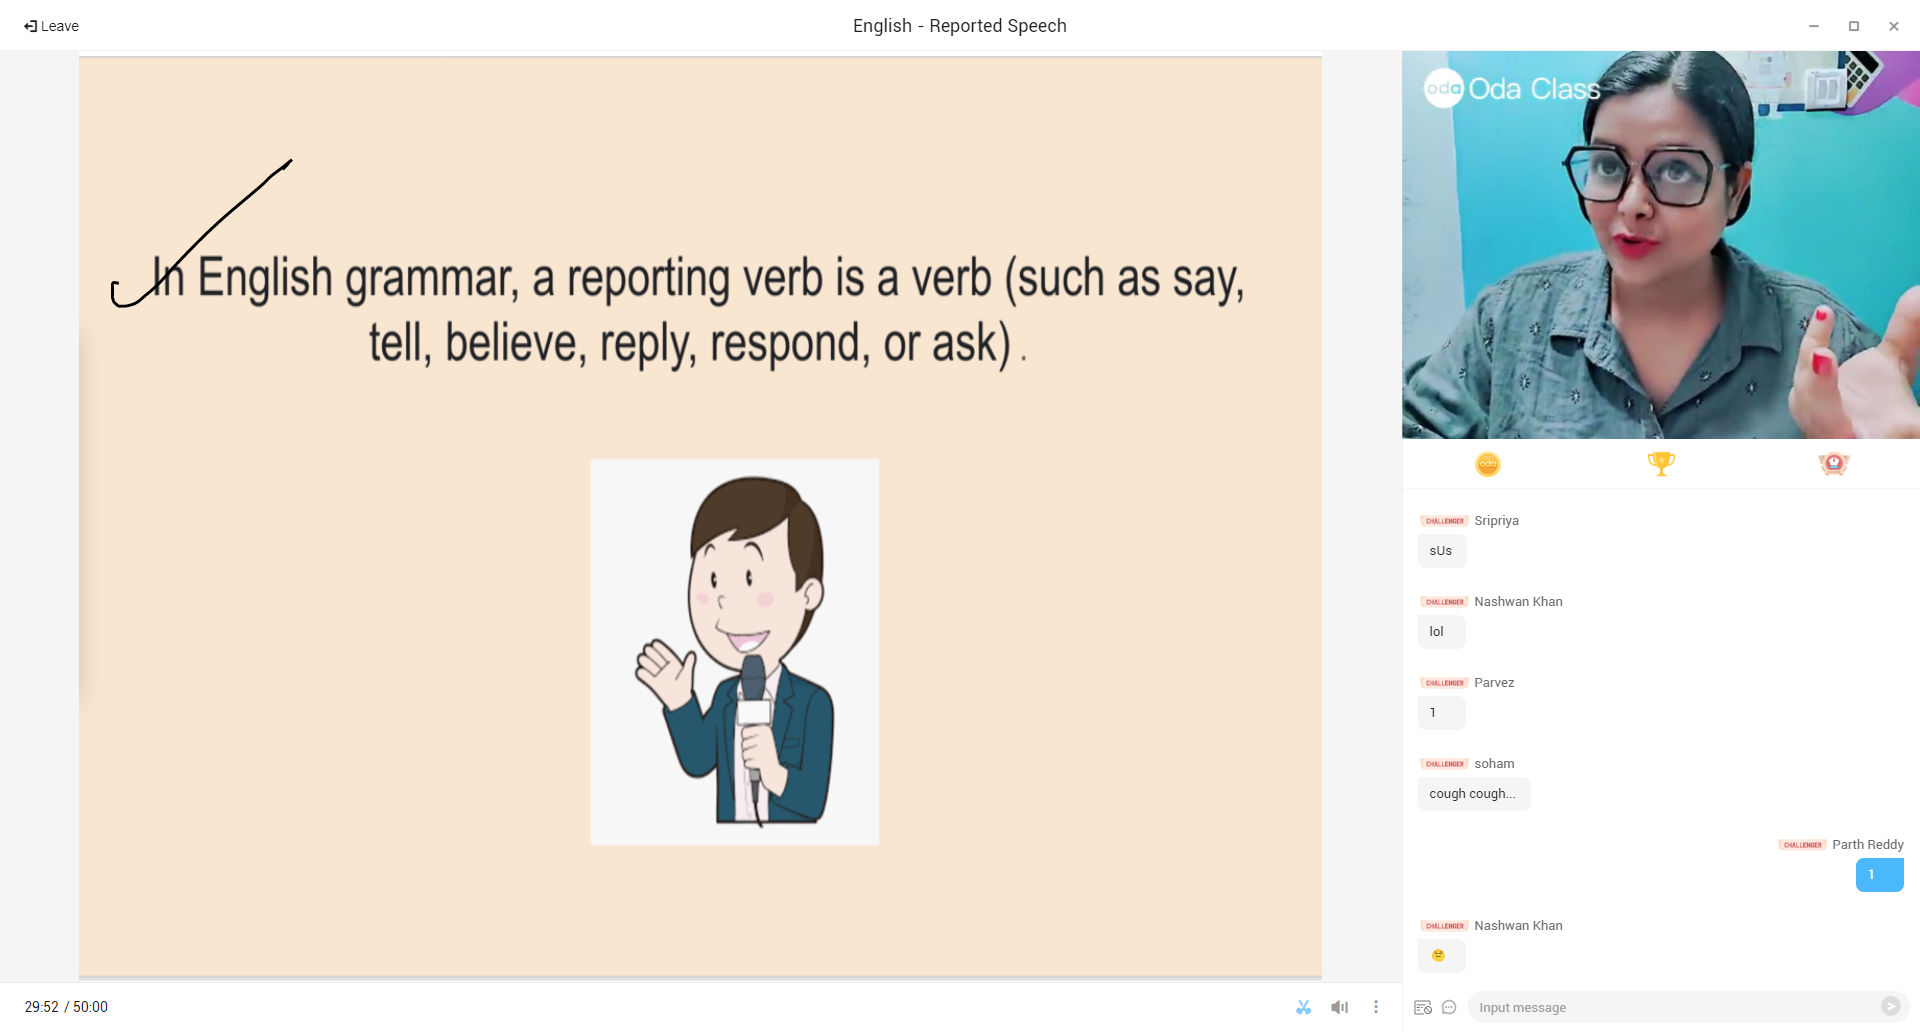 Leave
English - Reported Speech
oda Oda Class
In English grammar, a reporting verb is a verb (such as say,
tell, believe, reply, respond, or ask) .
oda
CHALLENGER Sripriya
sUs
CHALLENGER Nashwan Khan
lol
CHALLENGER Parvez
1
CHALLENGER soham
cough cough...
CHALLENGER Parth Reddy
1
CHALLENGER Nashwan Khan
29:52 / 50:00
Input message